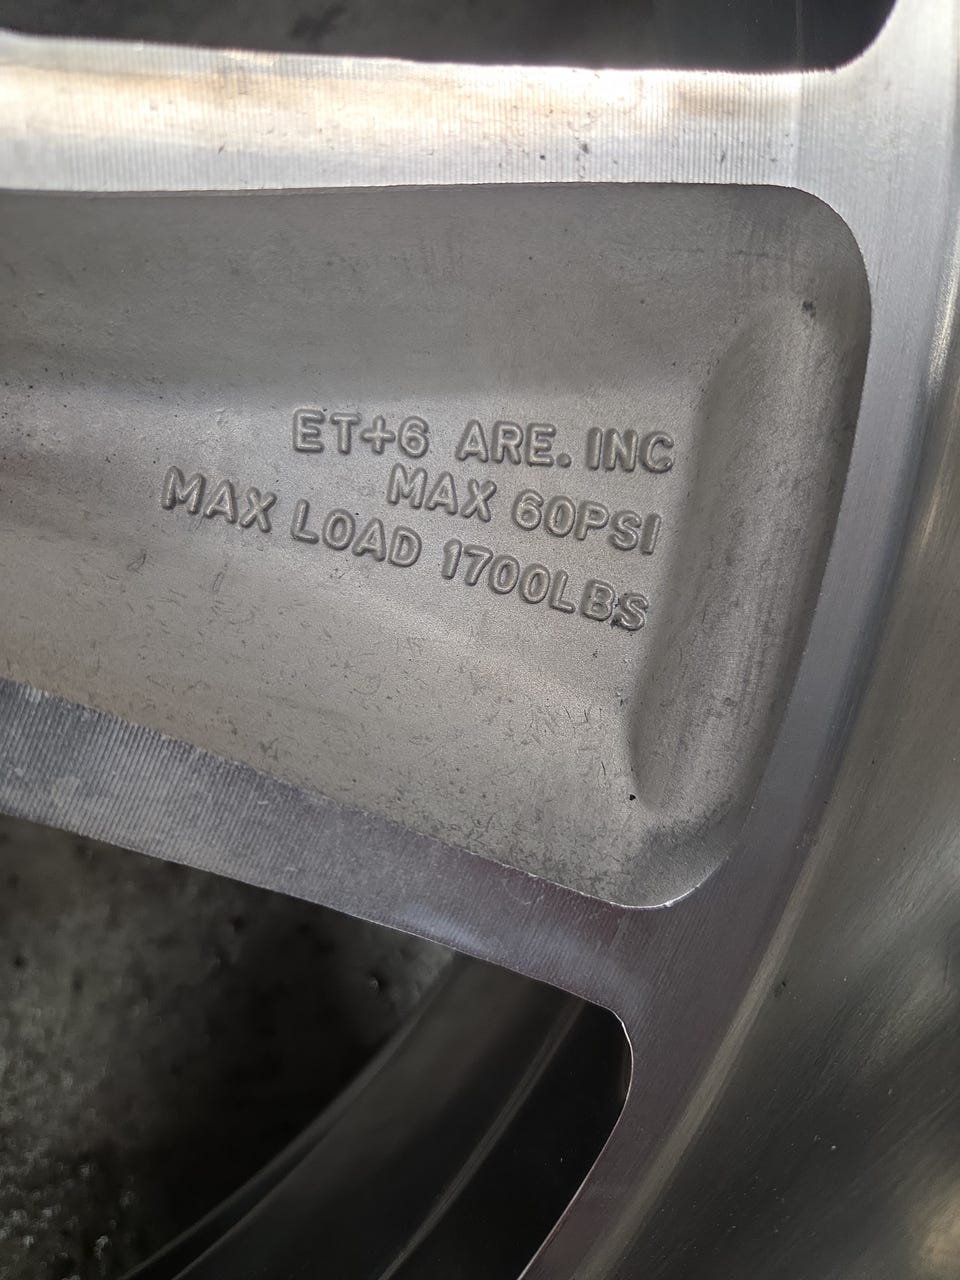 ET+6 ARE. INC
MAX 60PSI
MAX LOAD 1700LBS